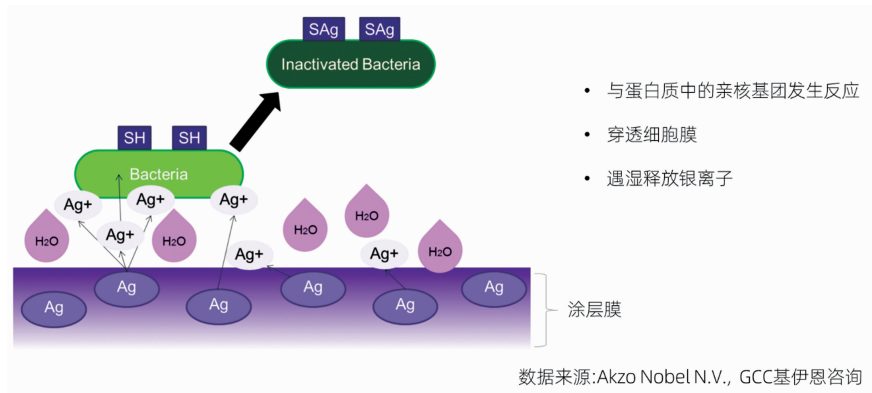 SAg SAg
Inactivated Bacteria
SH SH
Bacteria
Ag+ Ag+ Ag+
Ag+
H2O H2O H2O H2O H2O
Ag+ Ag+
Ag Ag Ag Ag Ag Ag
• 与蛋白质中的亲核基团发生反应
• 穿透细胞膜
• 遇湿释放银离子
涂层膜
数据来源:Akzo Nobel N.V., GCC基伊恩咨询